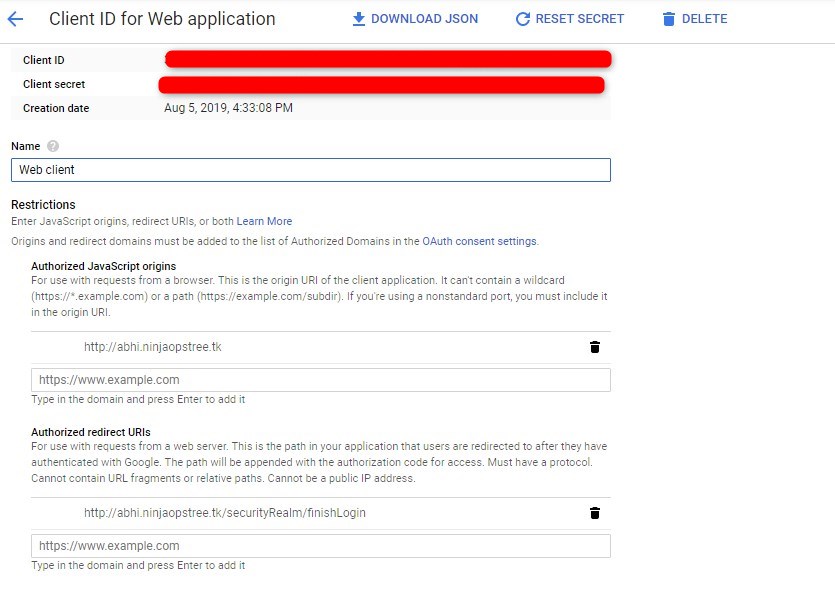 Client ID for Web application DOWNLOAD JSON RESET SECRET DELETE
Client ID
Client secret
Creation date Aug 5, 2019, 4:33:08 PM
Name ?
Web client
Restrictions
Enter JavaScript origins, redirect URIs, or both Learn More
Origins and redirect domains must be added to the list of Authorized Domains in the OAuth consent settings.
Authorized JavaScript origins
For use with requests from a browser. This is the origin URI of the client application. It can't contain a wildcard
(https://*.example.com) or a path (https://example.com/subdir). If you're using a nonstandard port, you must include it
in the origin URI.
http://abhi.ninjaopstree.tk
https://www.example.com
Type in the domain and press Enter to add it
Authorized redirect URIs
For use with requests from a web server. This is the path in your application that users are redirected to after they have
authenticated with Google. The path will be appended with the authorization code for access. Must have a protocol.
Cannot contain URL fragments or relative paths. Cannot be a public IP address.
http://abhi.ninjaopstree.tk/securityRealm/finishLogin
https://www.example.com
Type in the domain and press Enter to add it